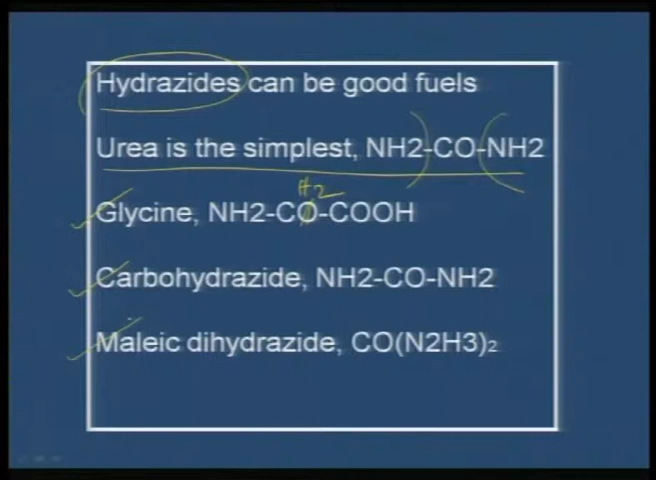 Hydrazides can be good fuels
Urea is the simplest, NH2-CO-NH2
H2
Glycine, NH2-CO-COOH
Carbohydrazide, NH2-CO-NH2
Maleic dihydrazide, CO(N2H3)2